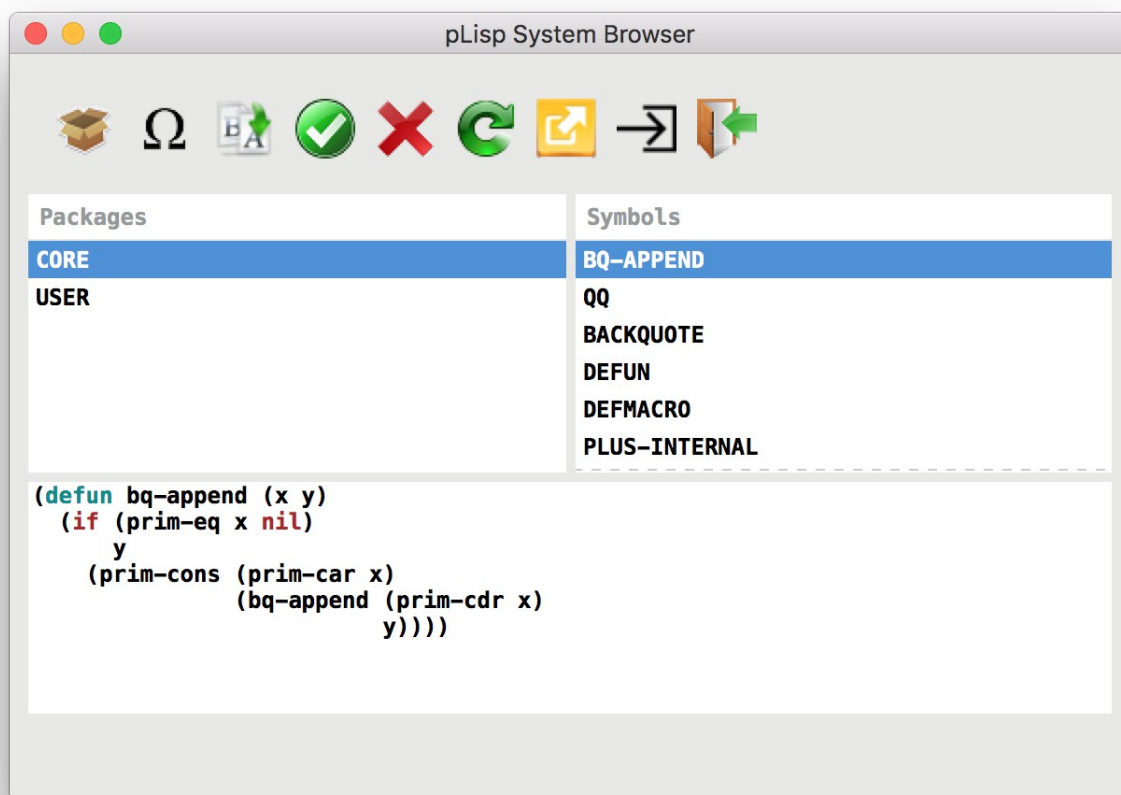 pLisp System Browser
Ω
B A
Packages
Symbols
CORE
BQ-APPEND
USER
QQ
BACKQUOTE
DEFUN
DEFMACRO
PLUS-INTERNAL
(defun bq-append (x y)
  (if (prim-eq x nil)
      y
    (prim-cons (prim-car x)
               (bq-append (prim-cdr x)
                          y))))